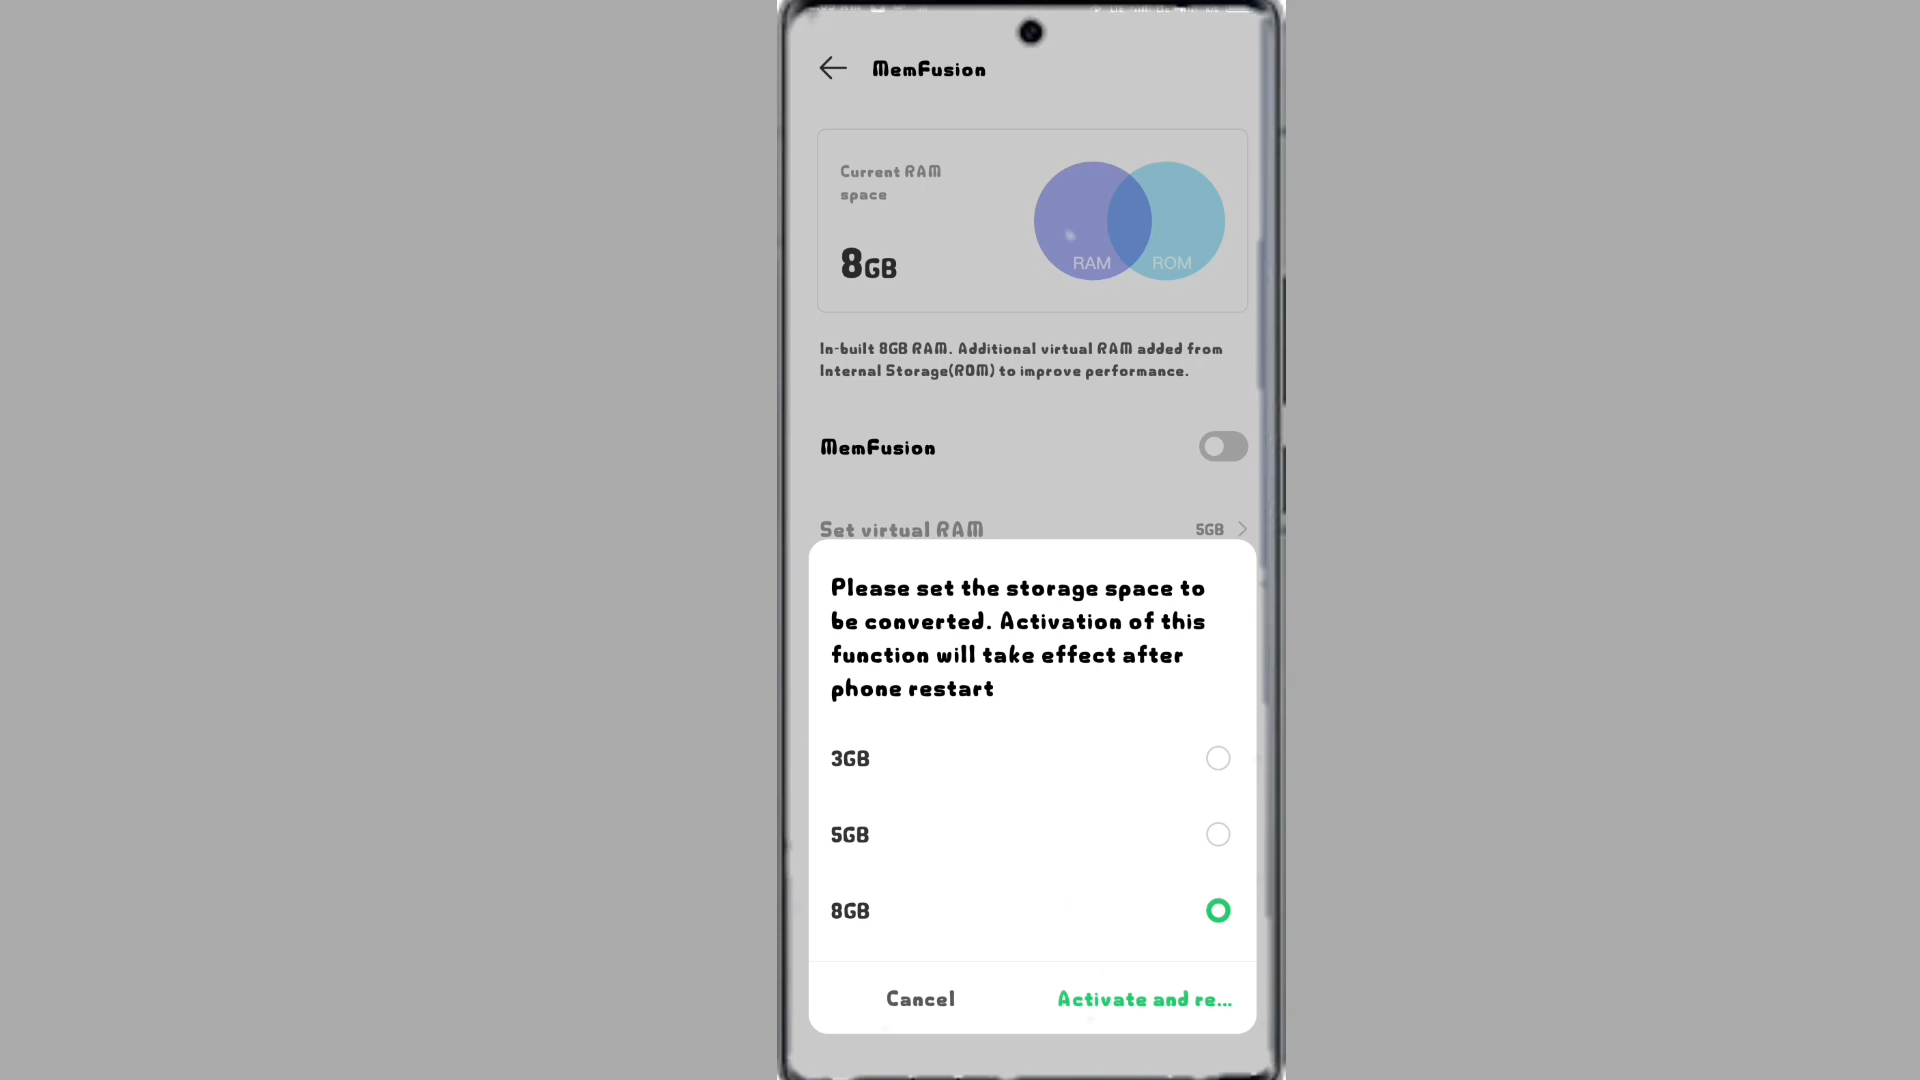 MemFusion
Current RAM
space
8GB
RAM
ROM
In-built 8GB RAM. Additional virtual RAM added from
Internal Storage(ROM) to improve performance.
MemFusion
Set virtual RAM
5GB
Please set the storage space to
be converted. Activation of this
function will take effect after
phone restart
3GB
5GB
8GB
Cancel
Activate and re...